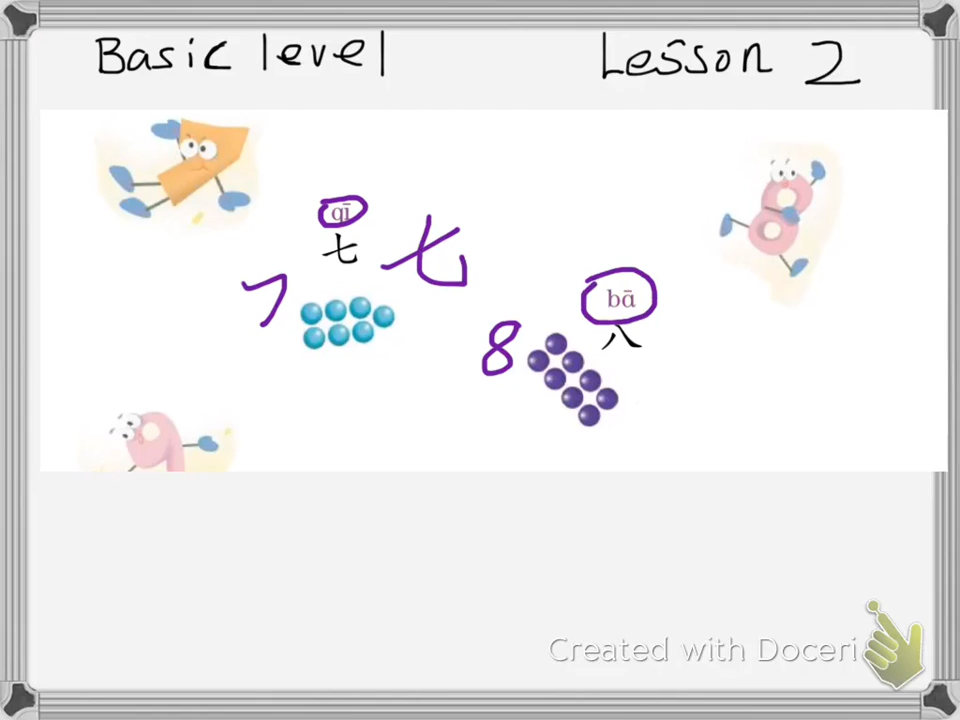 Basic level Lesson 2
qī
七 七
7
bā
八
8
Created with Doceri